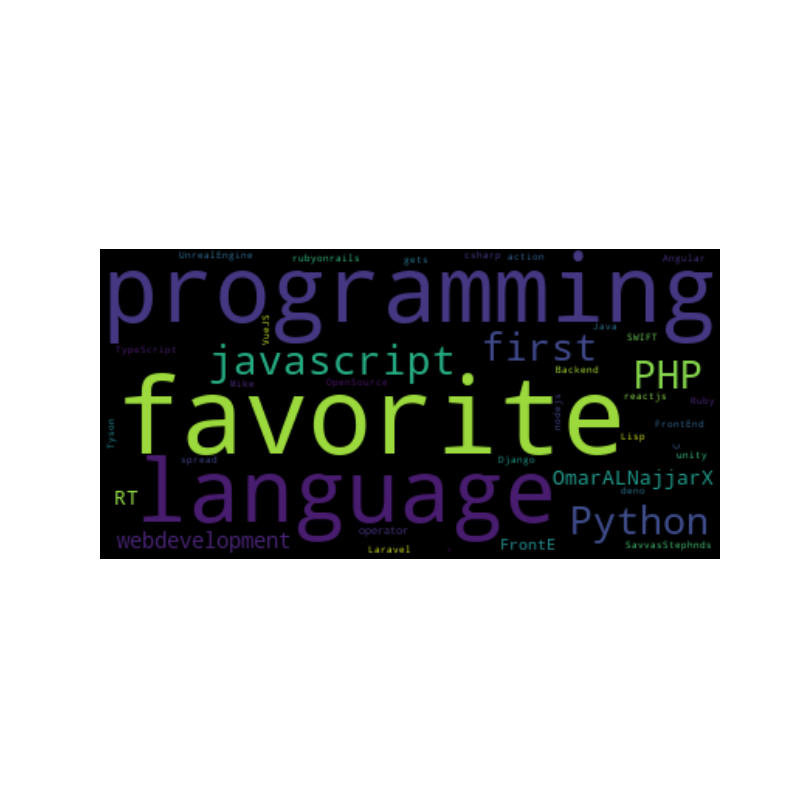 UnrealEngine rubyonrails gets csharp action Angular
programming
VueJS Java SWIFT
TypeScript javascript first Backend PHP
Mike OpenSource reactjs Ruby
favorite nodejs FrontEnd
Tyson Lisp
spread Django unity
language OmarALNajjarX
RT deno
webdevelopment operator Python
Laravel FrontE SavvasStephnds